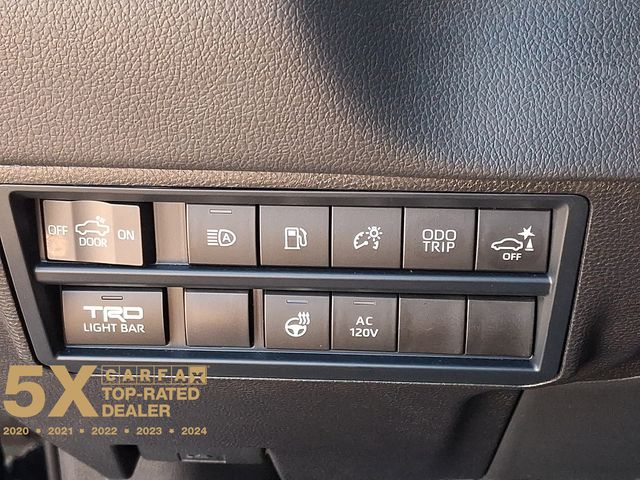 OFF DOOR ON
A
ODO
TRIP
OFF
TRD
LIGHT BAR
AC
120V
5X CARFAX
TOP-RATED
DEALER
2020 • 2021 • 2022 • 2023 • 2024